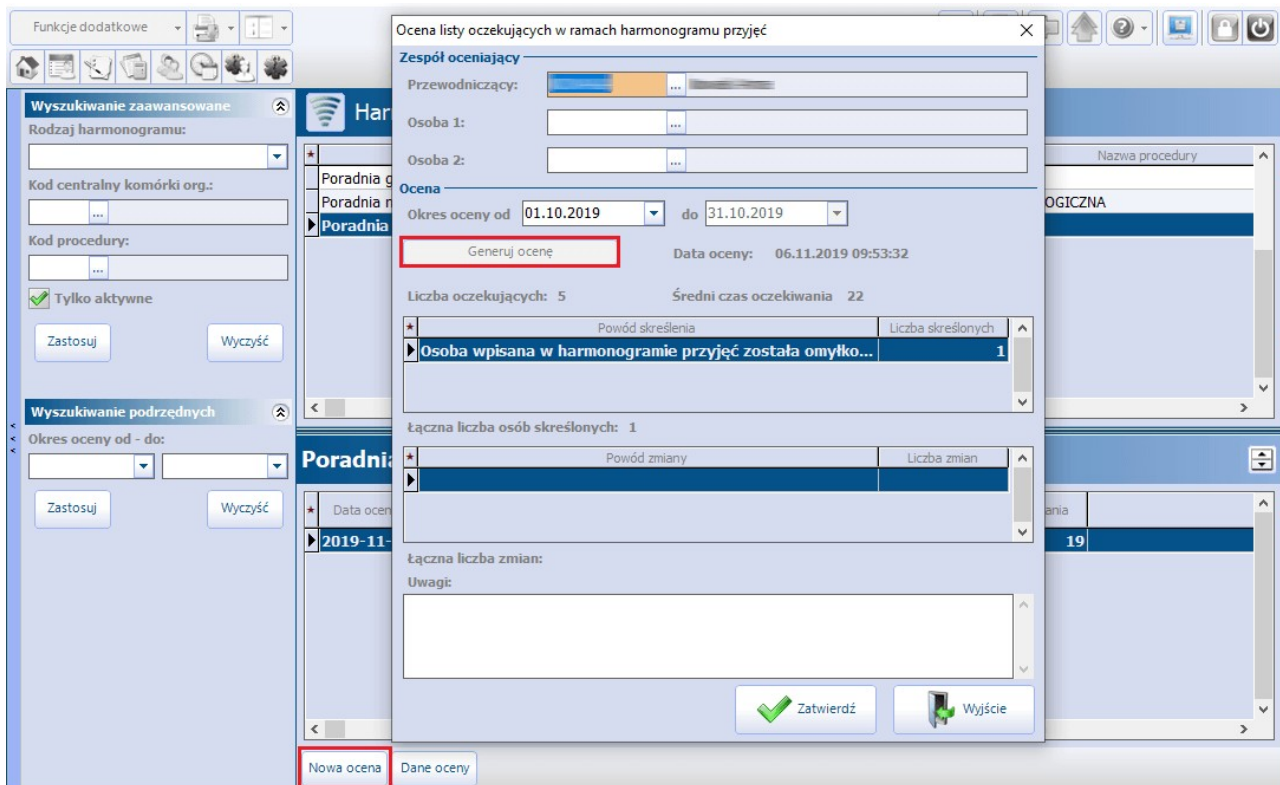 Funkcje dodatkowe
Wyszukiwanie zaawansowane
Rodzaj harmonogramu:
Kod centralny komórki org.:
...
Kod procedury:
...
Tylko aktywne
Zastosuj
Wyczyść
Wyszukiwanie podrzędnych
Okres oceny od - do:
Zastosuj
Wyczyść
Har
Nazwa procedury
Poradnia g
Poradnia n
OGICZNA
Poradnia
Poradnia
Data ocen
ania
2019-11-
19
Nowa ocena
Dane oceny
Ocena listy oczekujących w ramach harmonogramu przyjęć
Zespół oceniający
Przewodniczący:
...
Osoba 1:
...
Osoba 2:
...
Ocena
Okres oceny od 01.10.2019 do 31.10.2019
Generuj ocenę
Data oceny: 06.11.2019 09:53:32
Liczba oczekujących: 5
Średni czas oczekiwania 22
Powód skreślenia
Liczba skreślonych
Osoba wpisana w harmonogramie przyjęć została omyłko...
1
Łączna liczba osób skreślonych: 1
Powód zmiany
Liczba zmian
Łączna liczba zmian:
Uwagi:
Zatwierdź
Wyjście